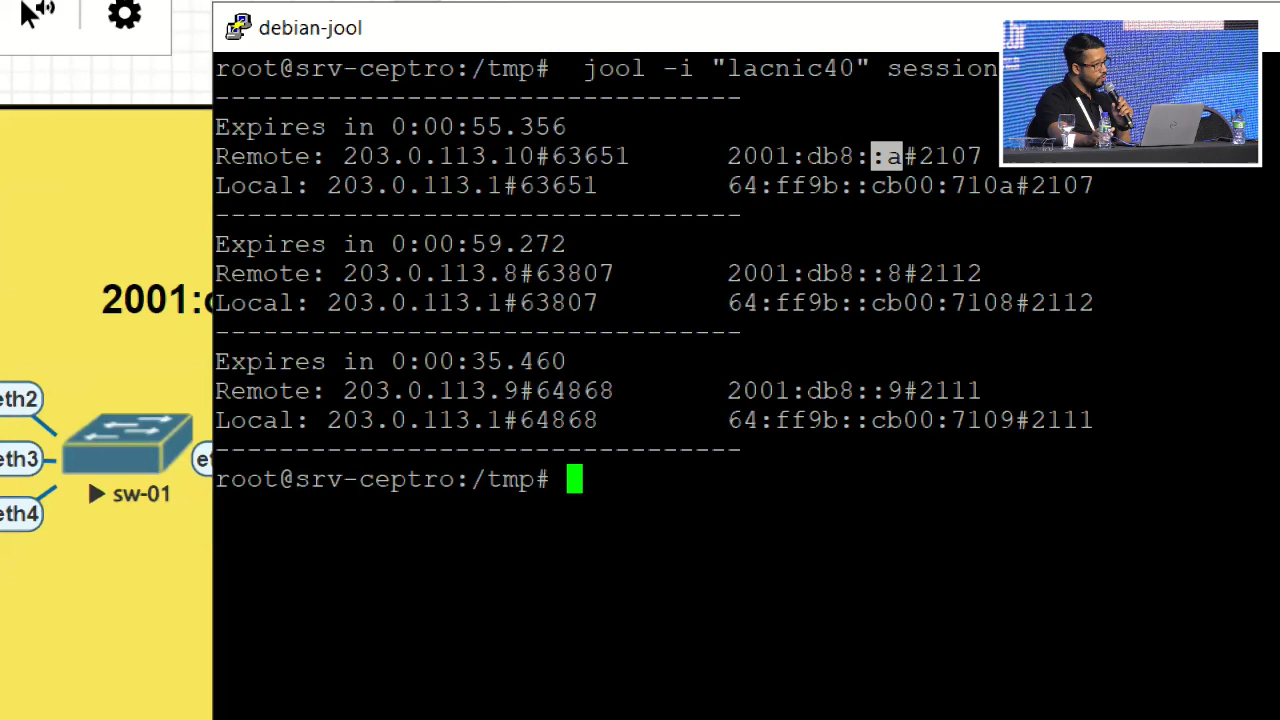 debian-jool
root@srv-ceptro:/tmp#  jool -i "lacnic40" session
---------------------------------
Expires in 0:00:55.356
Remote: 203.0.113.10#63651      2001:db8::a#2107
Local: 203.0.113.1#63651        64:ff9b::cb00:710a#2107
---------------------------------
Expires in 0:00:59.272
Remote: 203.0.113.8#63807       2001:db8::8#2112
Local: 203.0.113.1#63807        64:ff9b::cb00:7108#2112
---------------------------------
Expires in 0:00:35.460
Remote: 203.0.113.9#64868       2001:db8::9#2111
Local: 203.0.113.1#64868        64:ff9b::cb00:7109#2111
---------------------------------
root@srv-ceptro:/tmp#
2001:
eth2
eth3
eth4
sw-01